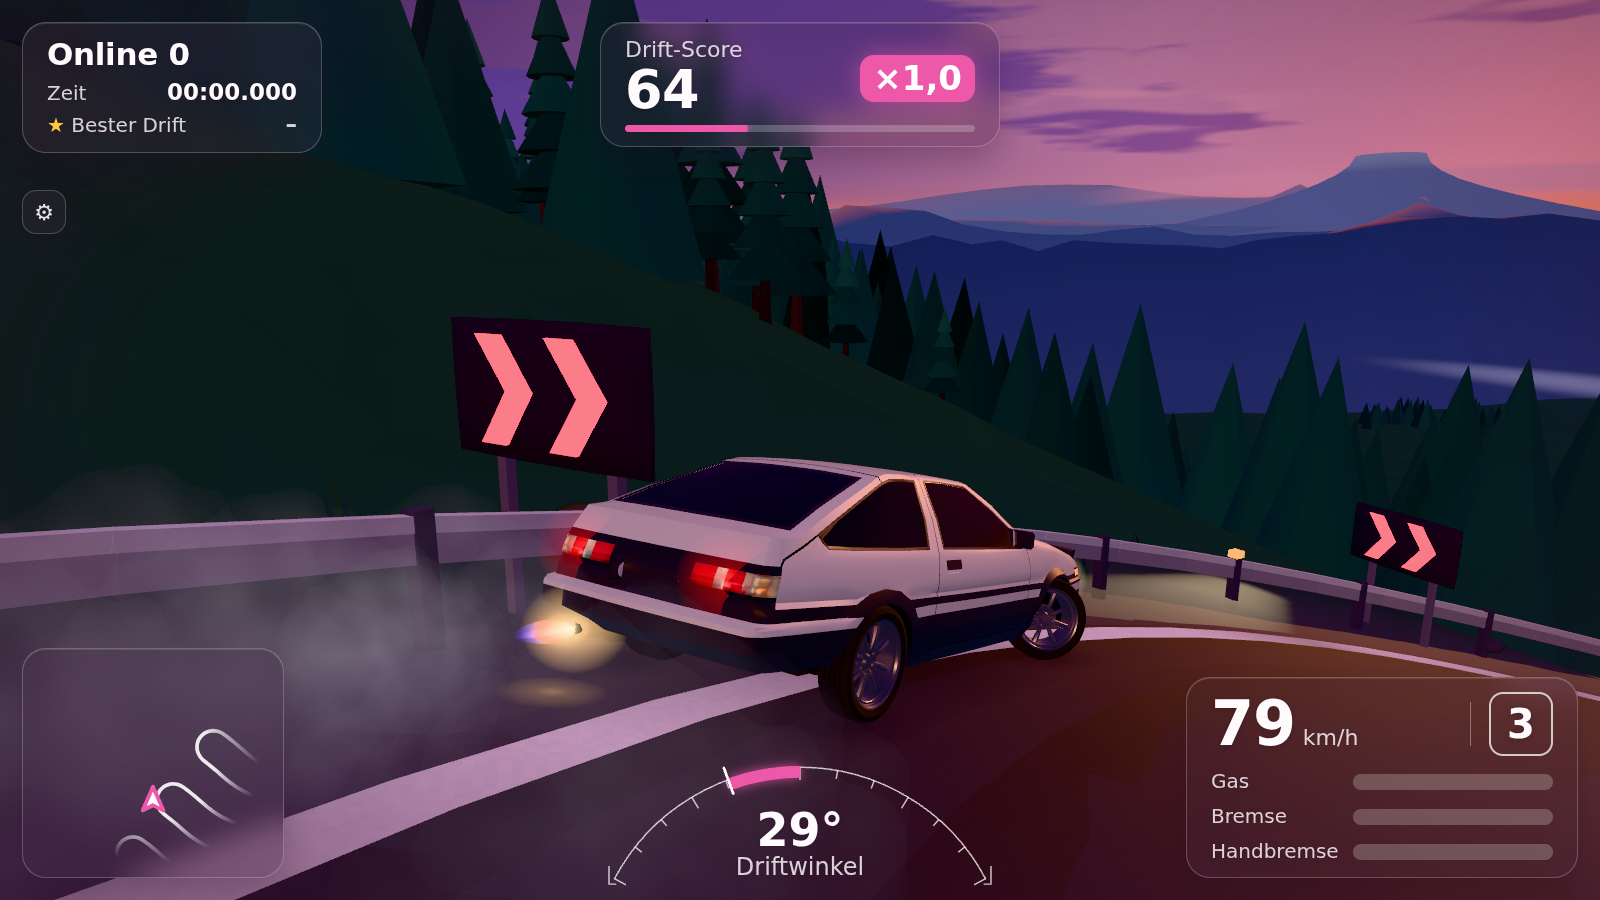 Online 0
Zeit 00:00.000
★ Bester Drift –
Drift-Score
64
×1,0
79 km/h 3
Gas
Bremse
Handbremse
29°
Driftwinkel